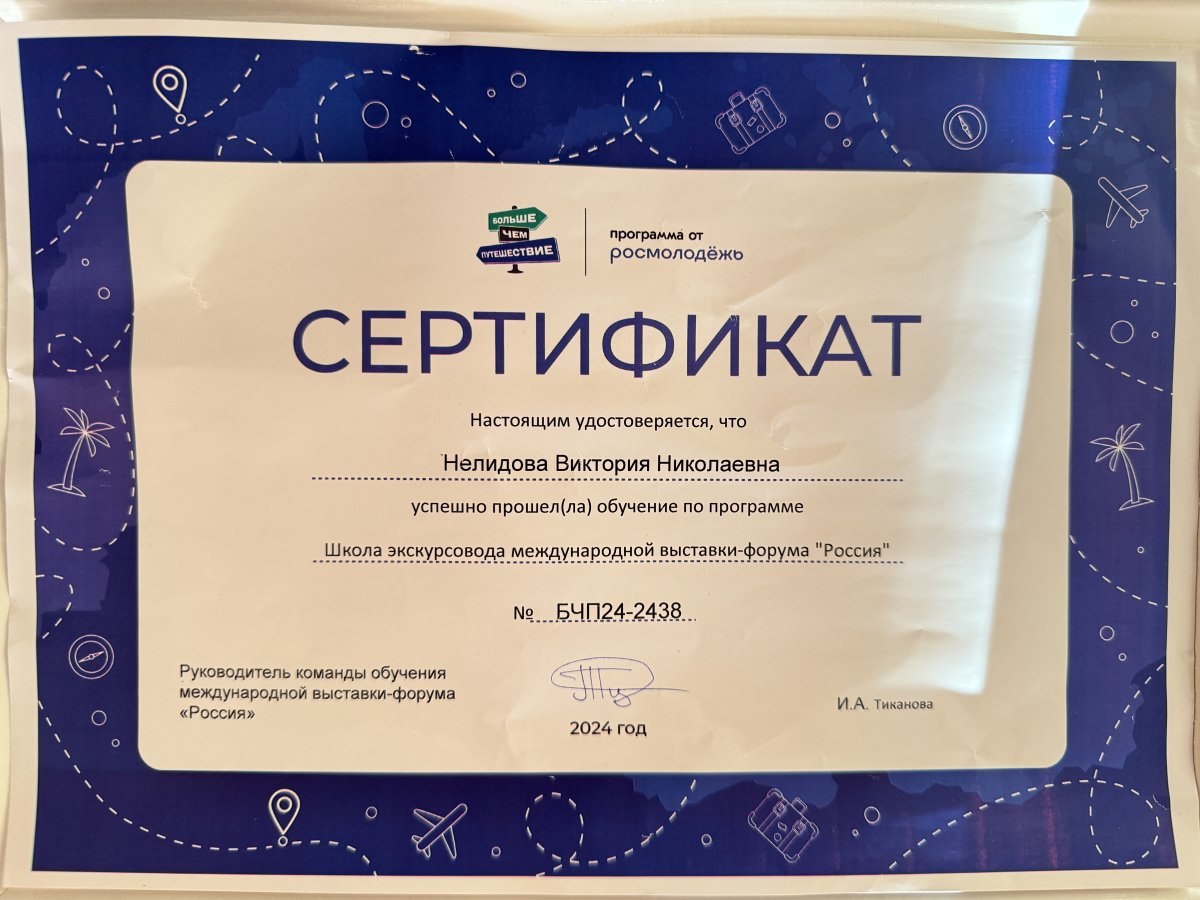 БОЛЬШЕ
ЧЕМ
ПУТЕШЕСТВИЕ
программа от
росмолодёжь
СЕРТИФИКАТ
Настоящим удостоверяется, что
Нелидова Виктория Николаевна
успешно прошел(ла) обучение по программе
Школа экскурсовода международной выставки-форума "Россия"
№ БЧП24-2438
Руководитель команды обучения
международной выставки-форума
«Россия»
И.А. Тиканова
2024 год